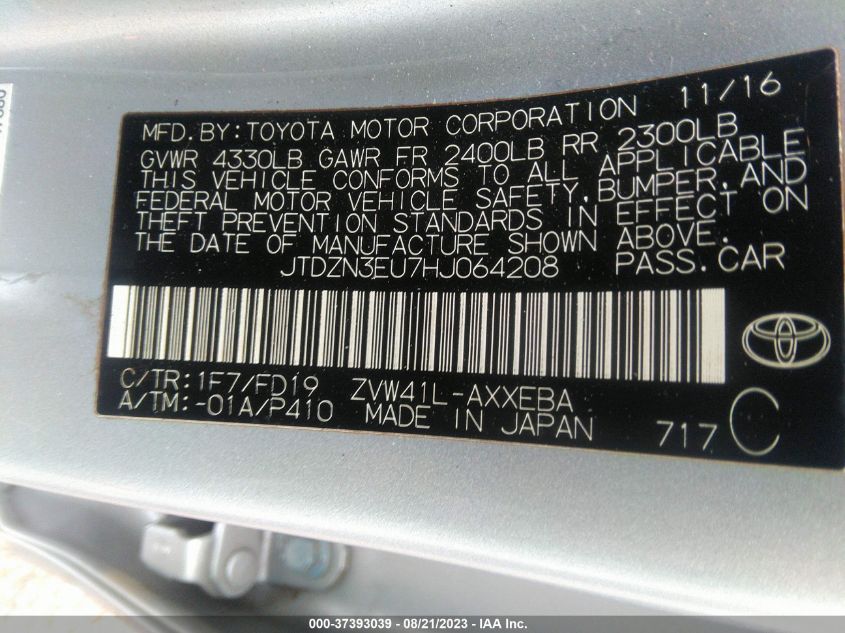 MFD.BY:TOYOTA MOTOR CORPORATION 11/16
GVWR 4330LB GAWR FR 2400LB RR 2300LB
THIS VEHICLE CONFORMS TO ALL APPLICABLE
FEDERAL MOTOR VEHICLE SAFETY,BUMPER,AND
THEFT PREVENTION STANDARDS IN EFFECT ON
THE DATE OF MANUFACTURE SHOWN ABOVE.
JTDZN3EU7HJ064208 PASS.CAR
C/TR:1F7/FD19 ZVW41L-AXXEBA
A/TM:-01A/P410 MADE IN JAPAN 717 C
000-37393039 - 08/21/2023 - IAA Inc.